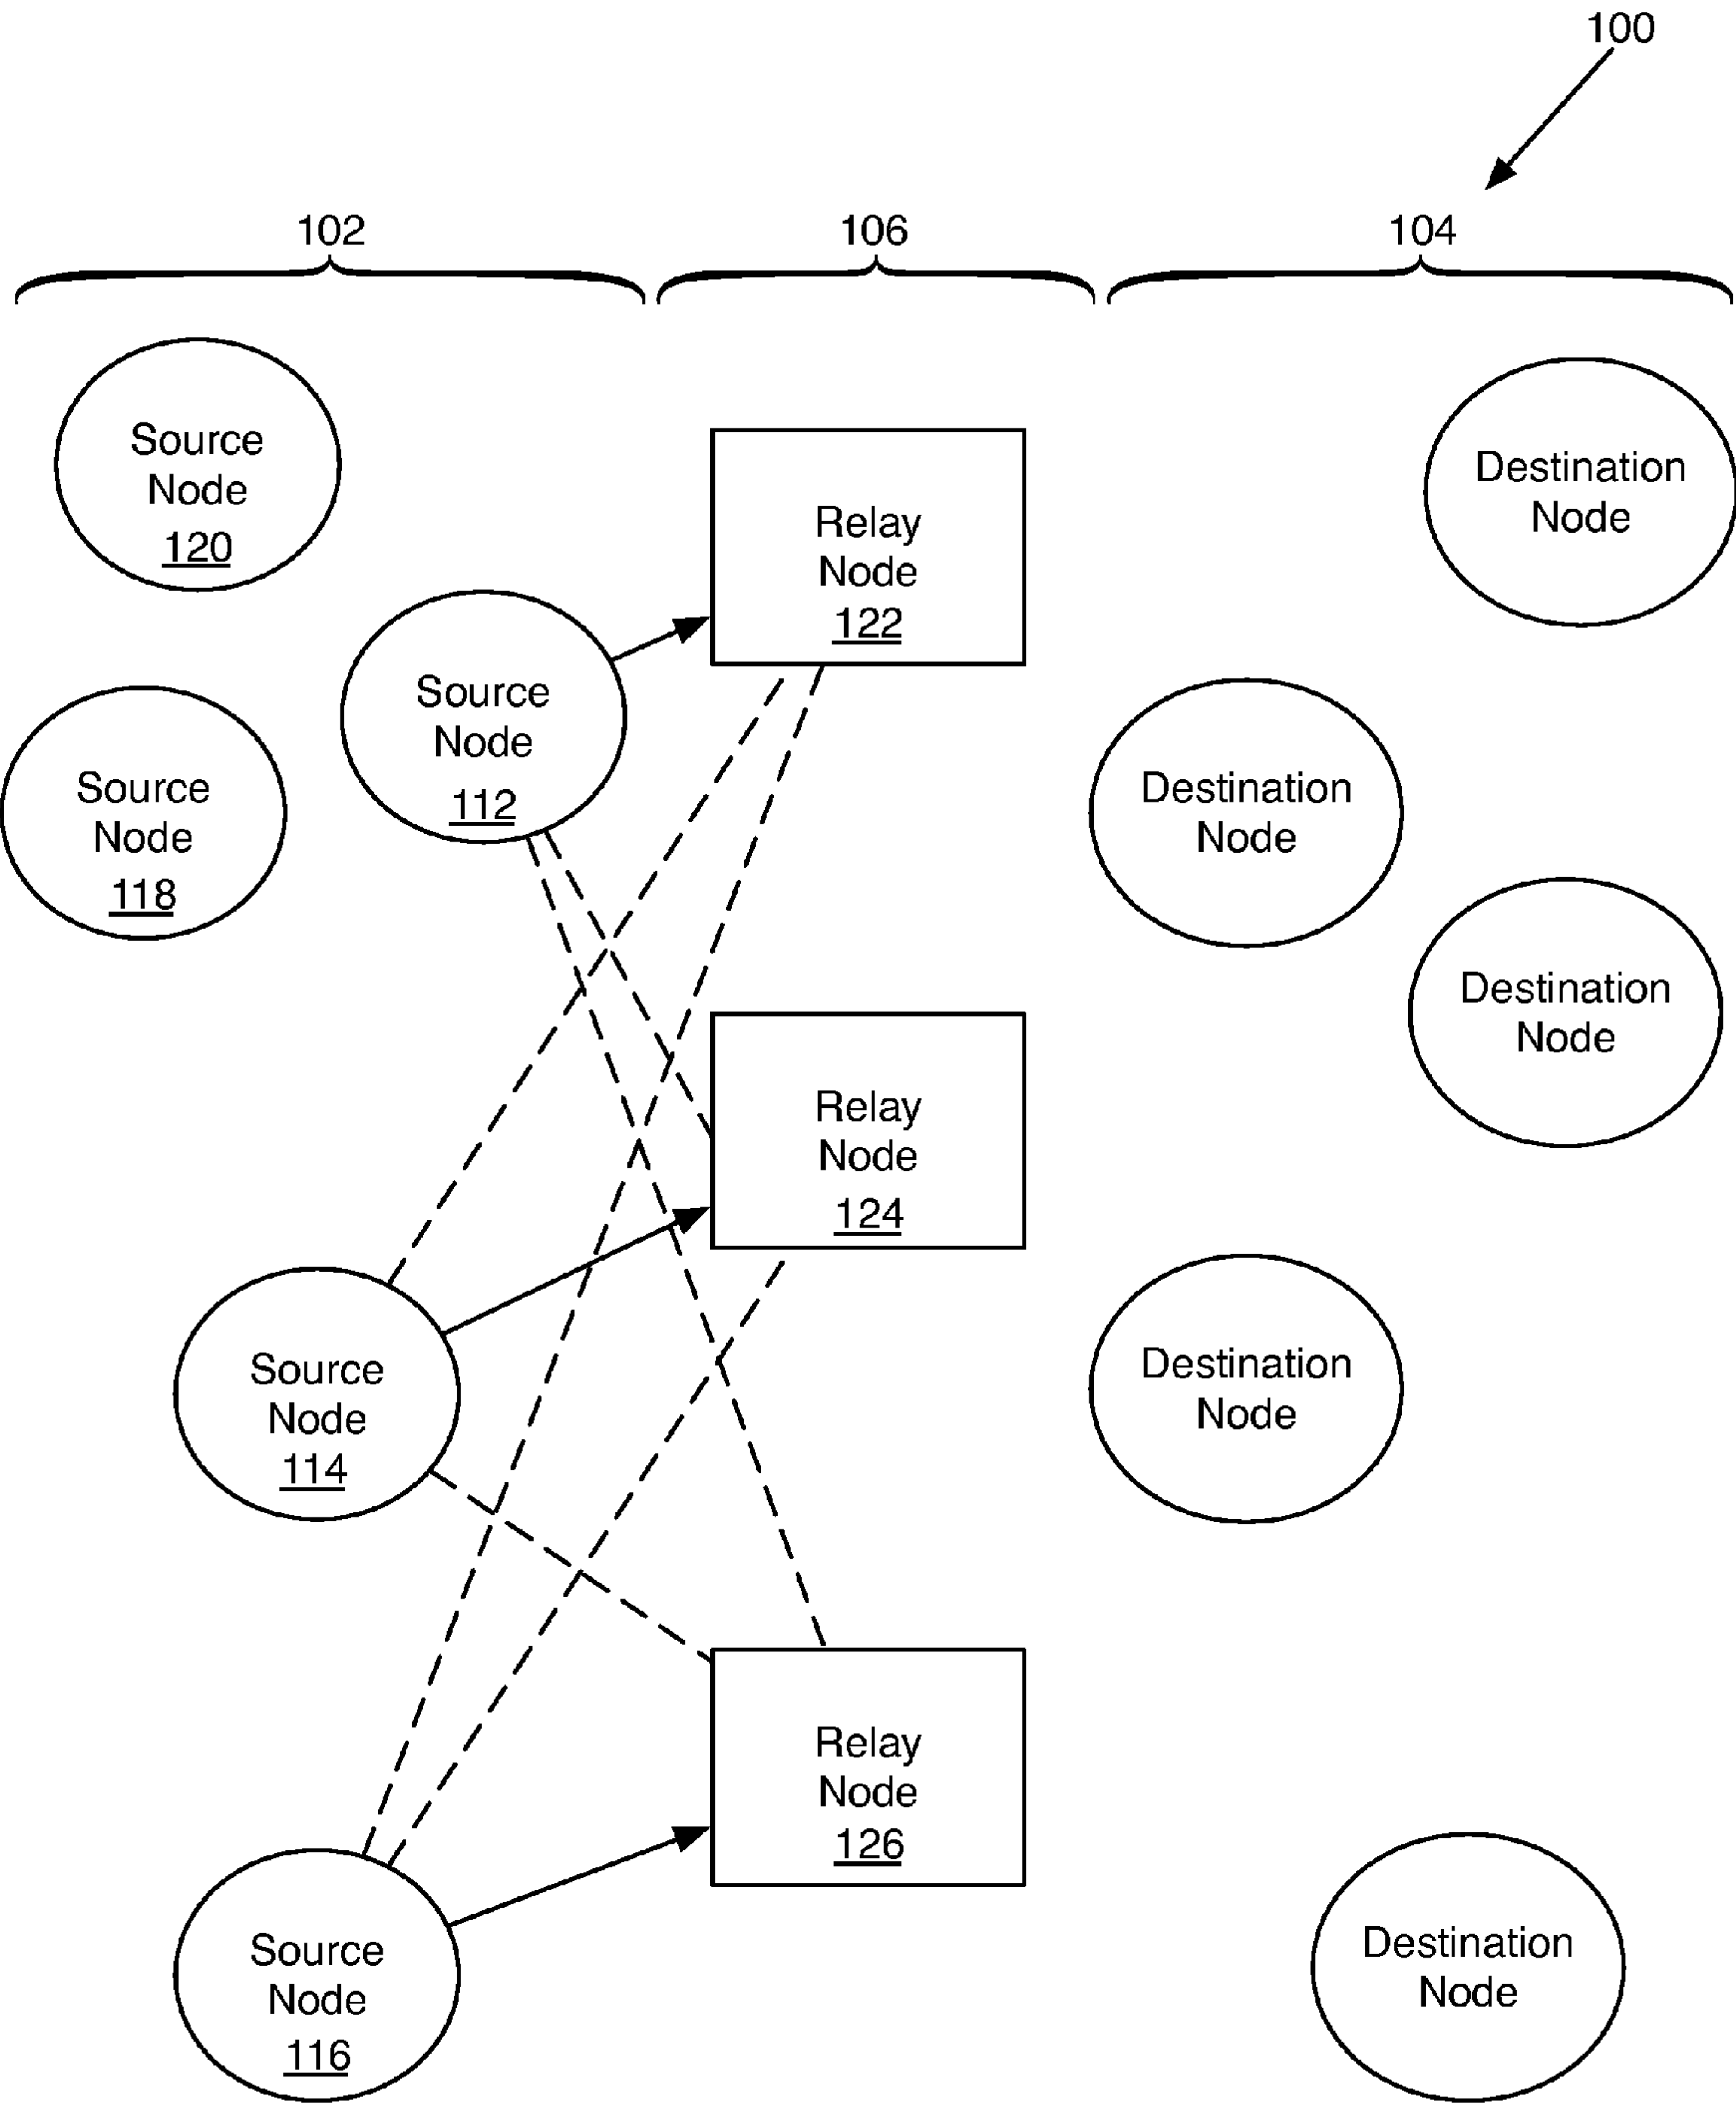 100
102
106
104
Source
Node
120
Destination
Node
Relay
Node
122
Source
Node
112
Source
Node
118
Destination
Node
Destination
Node
Relay
Node
124
Source
Node
114
Destination
Node
Relay
Node
126
Source
Node
116
Destination
Node